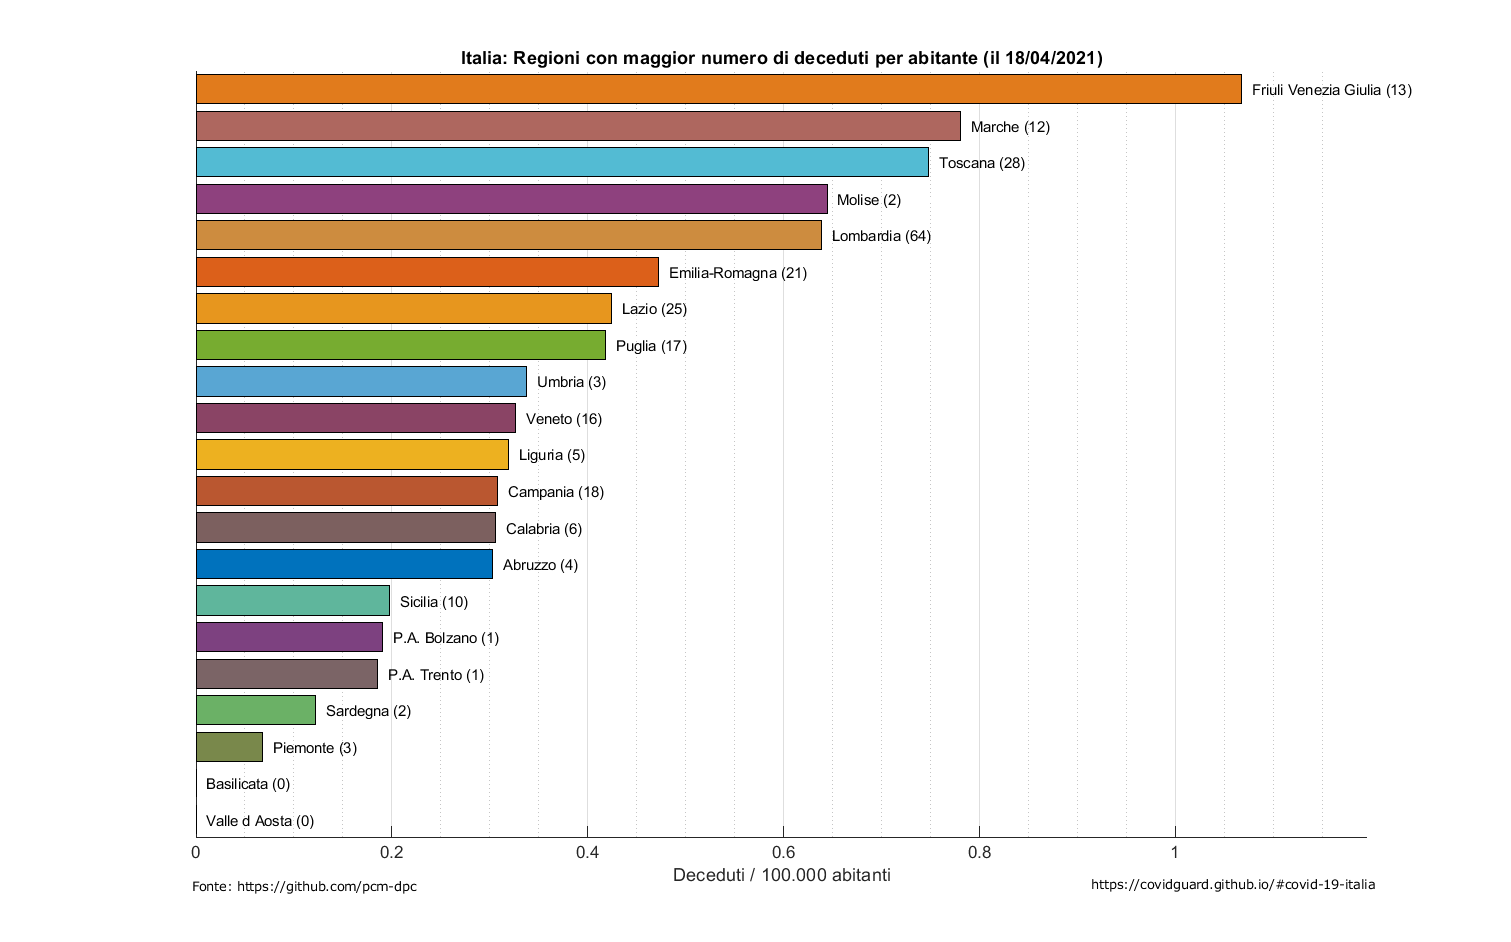 Italia: Regioni con maggior numero di deceduti per abitante (il 18/04/2021)
Friuli Venezia Giulia (13)
Marche (12)
Toscana (28)
Molise (2)
Lombardia (64)
Emilia-Romagna (21)
Lazio (25)
Puglia (17)
Umbria (3)
Veneto (16)
Liguria (5)
Campania (18)
Calabria (6)
Abruzzo (4)
Sicilia (10)
P.A. Bolzano (1)
P.A. Trento (1)
Sardegna (2)
Piemonte (3)
Basilicata (0)
Valle d Aosta (0)
0 0.2 0.4 0.6 0.8 1
Deceduti / 100.000 abitanti
Fonte: https://github.com/pcm-dpc
https://covidguard.github.io/#covid-19-italia